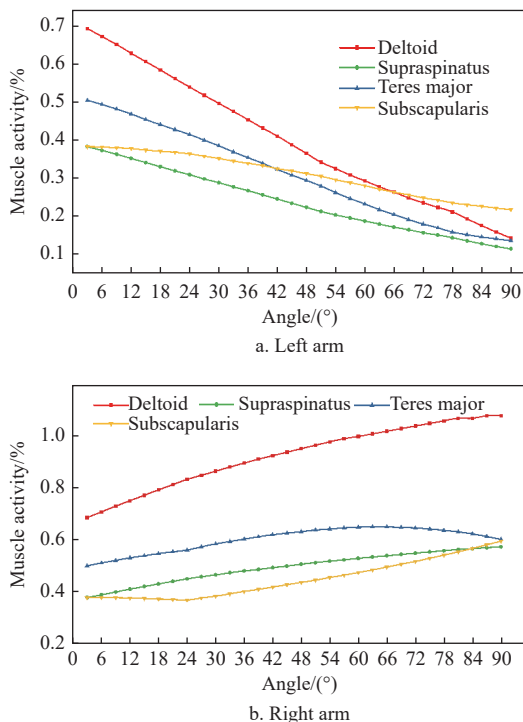 0.7
0.6
0.5
0.4
0.3
0.2
0.1
Muscle activity/%
Deltoid
Supraspinatus
Teres major
Subscapularis
0 6 12 18 24 30 36 42 48 54 60 66 72 78 84 90
Angle/(°)
a. Left arm
Deltoid Supraspinatus Teres major
Subscapularis
1.0
0.8
0.6
0.4
0.2
Muscle activity/%
0 6 12 18 24 30 36 42 48 54 60 66 72 78 84 90
Angle/(°)
b. Right arm